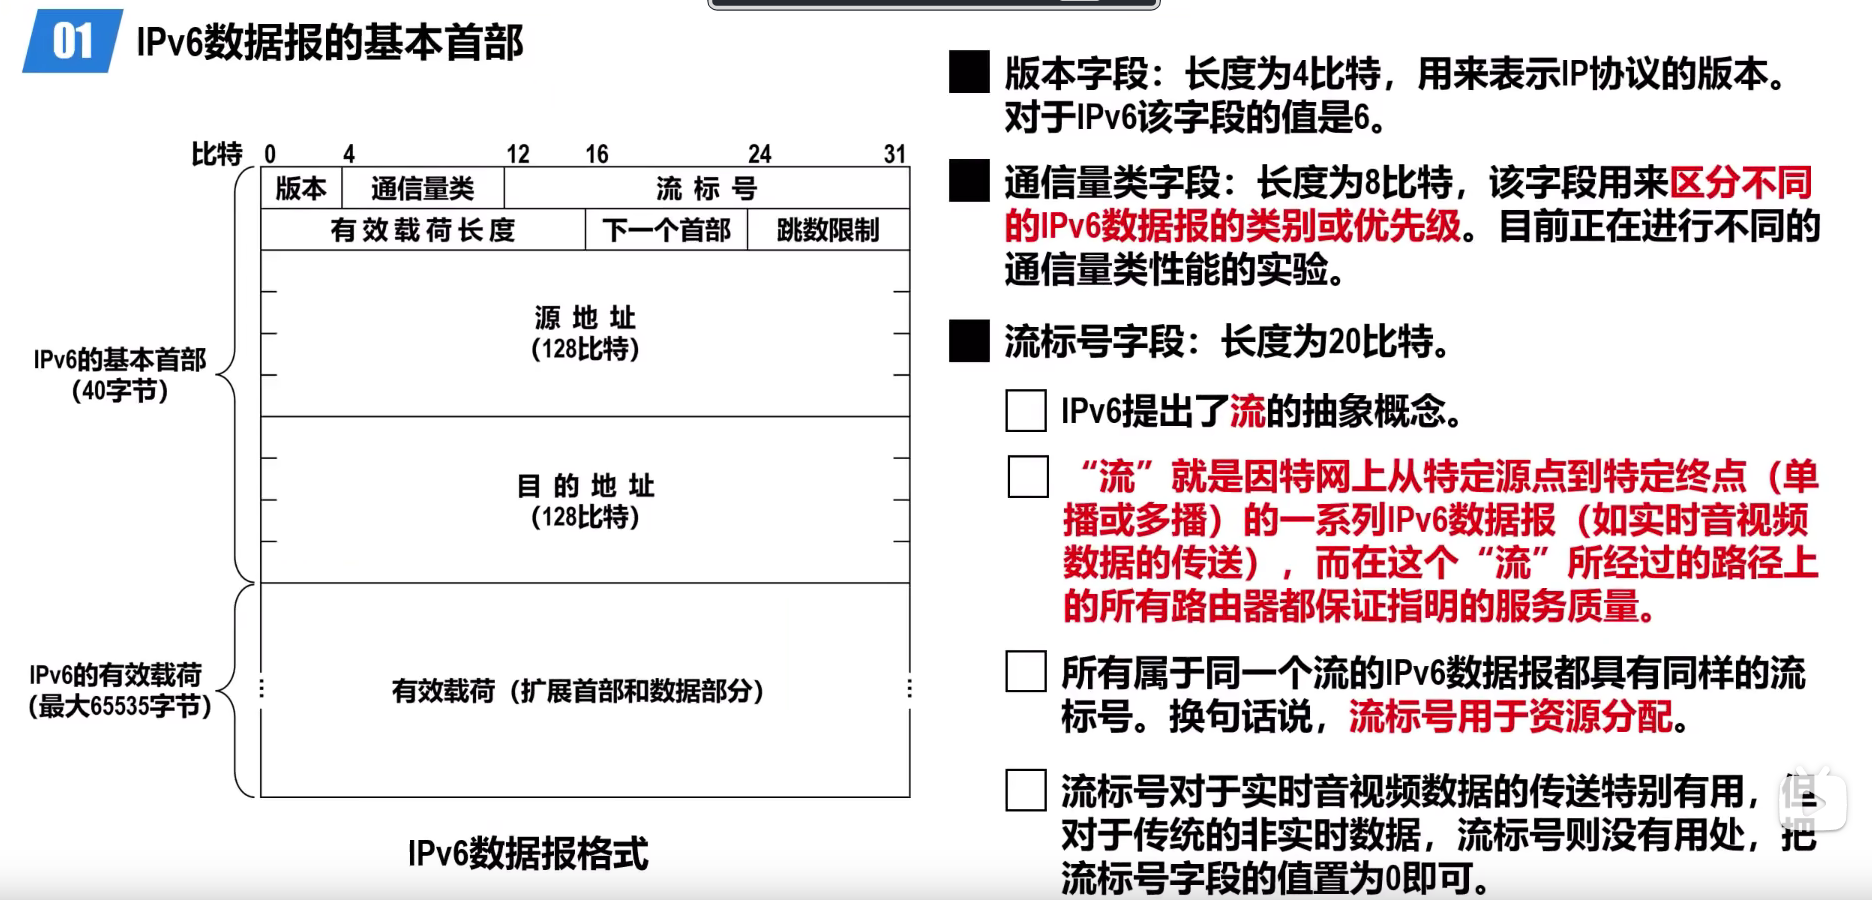 01 IPv6数据报的基本首部
比特 0 4 12 16 24 31
版本 通信量类 流标号
有效载荷长度 下一个首部 跳数限制
源地址
（128比特）
IPv6的基本首部
（40字节）
目的地址
（128比特）
IPv6的有效载荷
（最大65535字节）
有效载荷（扩展首部和数据部分）
IPv6数据报格式
版本字段：长度为4比特，用来表示IP协议的版本。
对于IPv6该字段的值是6。
通信量类字段：长度为8比特，该字段用来区分不同
的IPv6数据报的类别或优先级。目前正在进行不同的
通信量类性能的实验。
流标号字段：长度为20比特。
IPv6提出了流的抽象概念。
“流”就是因特网上从特定源点到特定终点（单
播或多播）的一系列IPv6数据报（如实时音视频
数据的传送），而在这个“流”所经过的路径上
的所有路由器都保证指明的服务质量。
所有属于同一个流的IPv6数据报都具有同样的流
标号。换句话说，流标号用于资源分配。
流标号对于实时音视频数据的传送特别有用，但
对于传统的非实时数据，流标号则没有用处，把
流标号字段的值置为0即可。